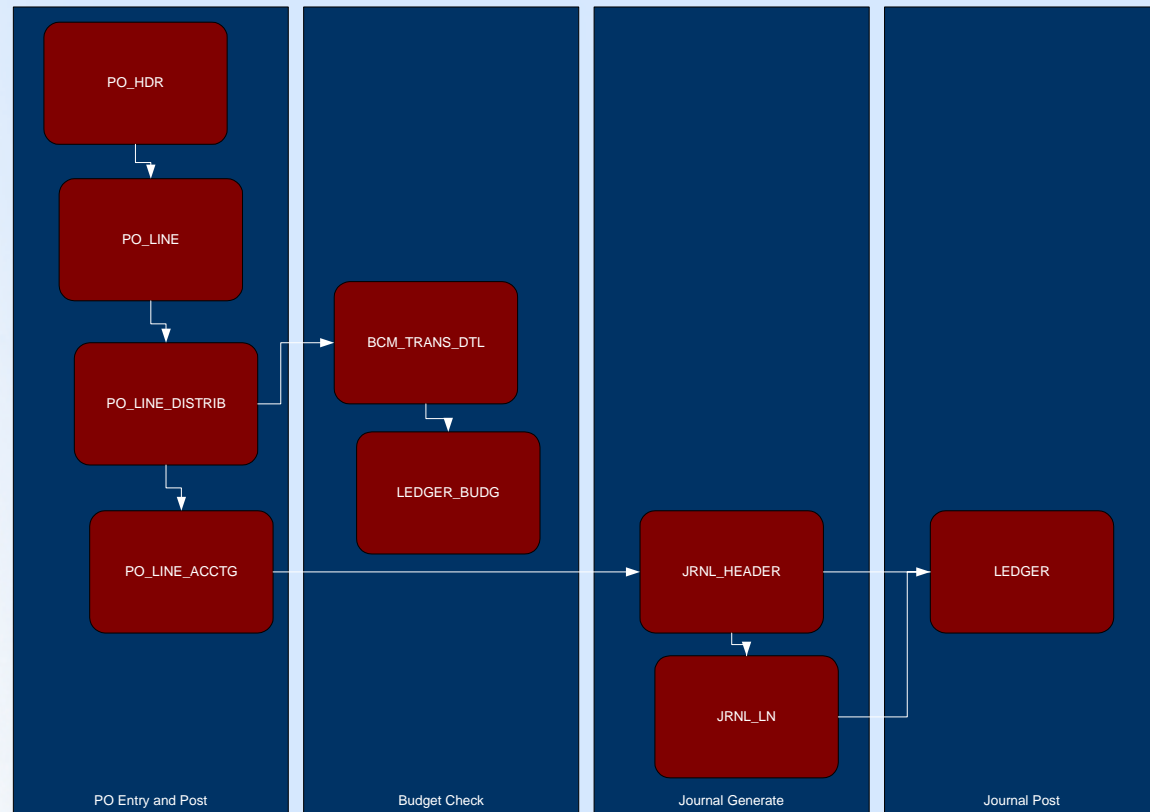 PO_HDR
PO_LINE
PO_LINE_DISTRIB
PO_LINE_ACCTG
PO Entry and Post
BCM_TRANS_DTL
LEDGER_BUDG
Budget Check
JRNL_HEADER
JRNL_LN
Journal Generate
LEDGER
Journal Post